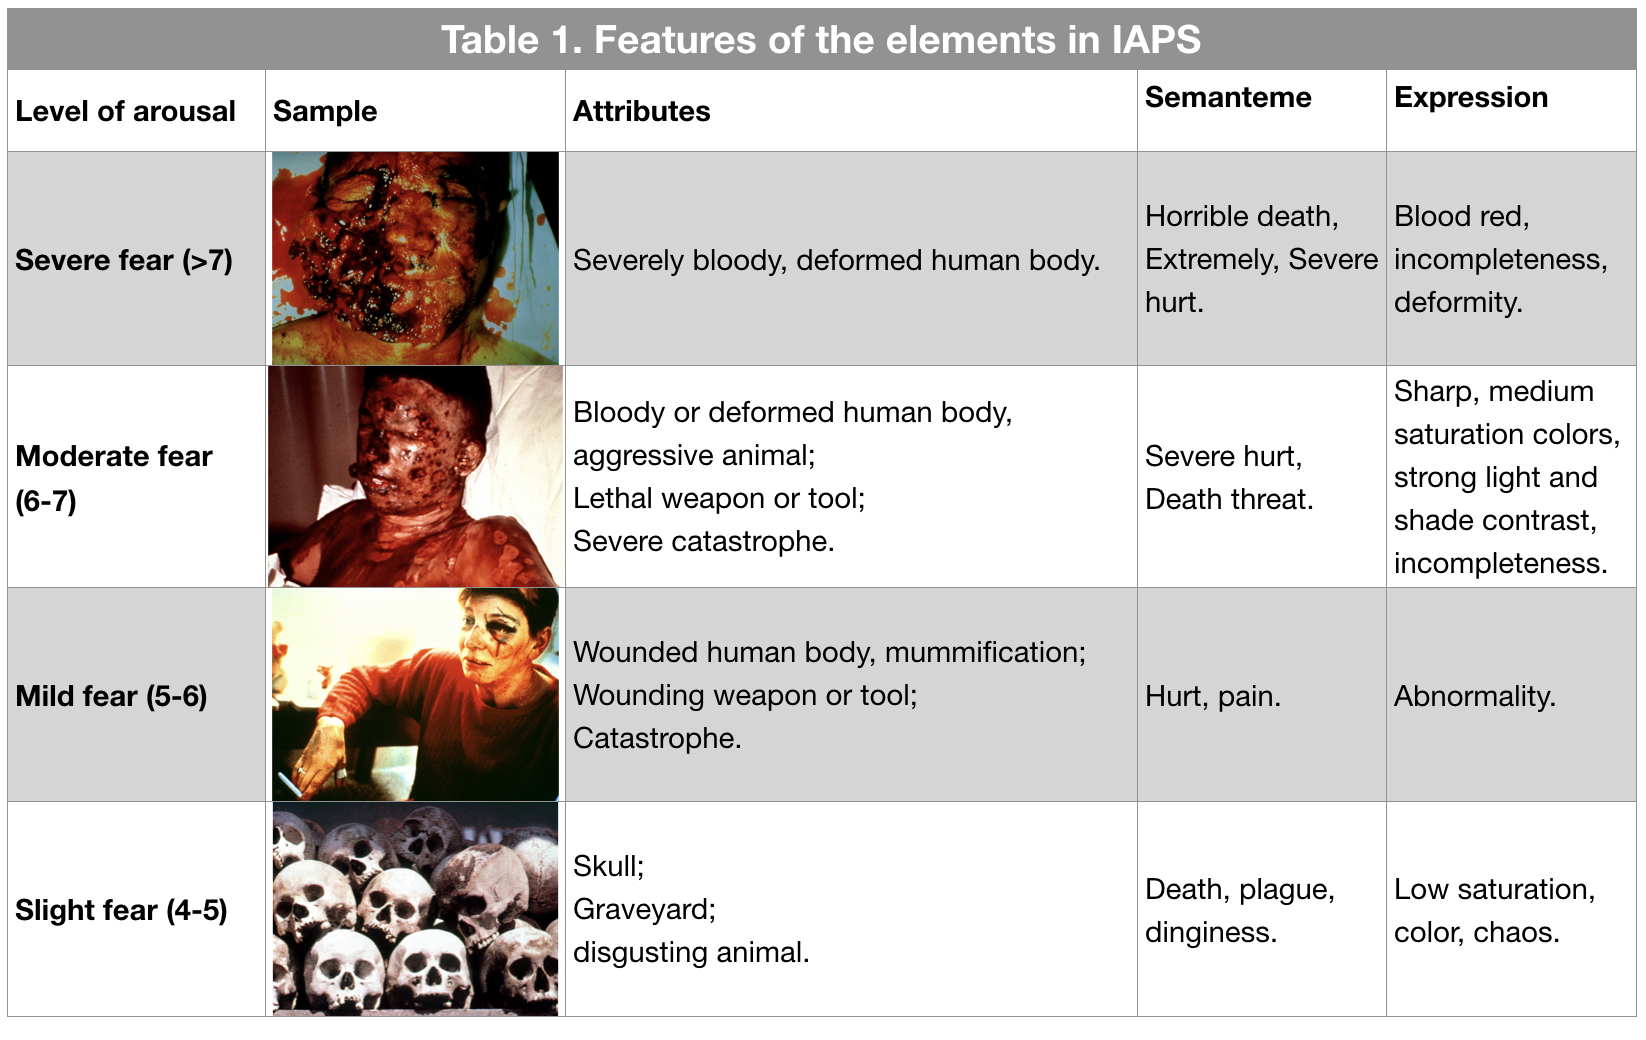 Table 1. Features of the elements in IAPS
Level of arousal
Sample
Attributes
Semanteme
Expression
Severe fear (>7)
Severely bloody, deformed human body.
Horrible death,
Extremely, Severe
hurt.
Blood red,
incompleteness,
deformity.
Moderate fear
(6-7)
Bloody or deformed human body,
aggressive animal;
Lethal weapon or tool;
Severe catastrophe.
Severe hurt,
Death threat.
Sharp, medium
saturation colors,
strong light and
shade contrast,
incompleteness.
Mild fear (5-6)
Wounded human body, mummification;
Wounding weapon or tool;
Catastrophe.
Hurt, pain.
Abnormality.
Slight fear (4-5)
Skull;
Graveyard;
disgusting animal.
Death, plague,
dinginess.
Low saturation,
color, chaos.